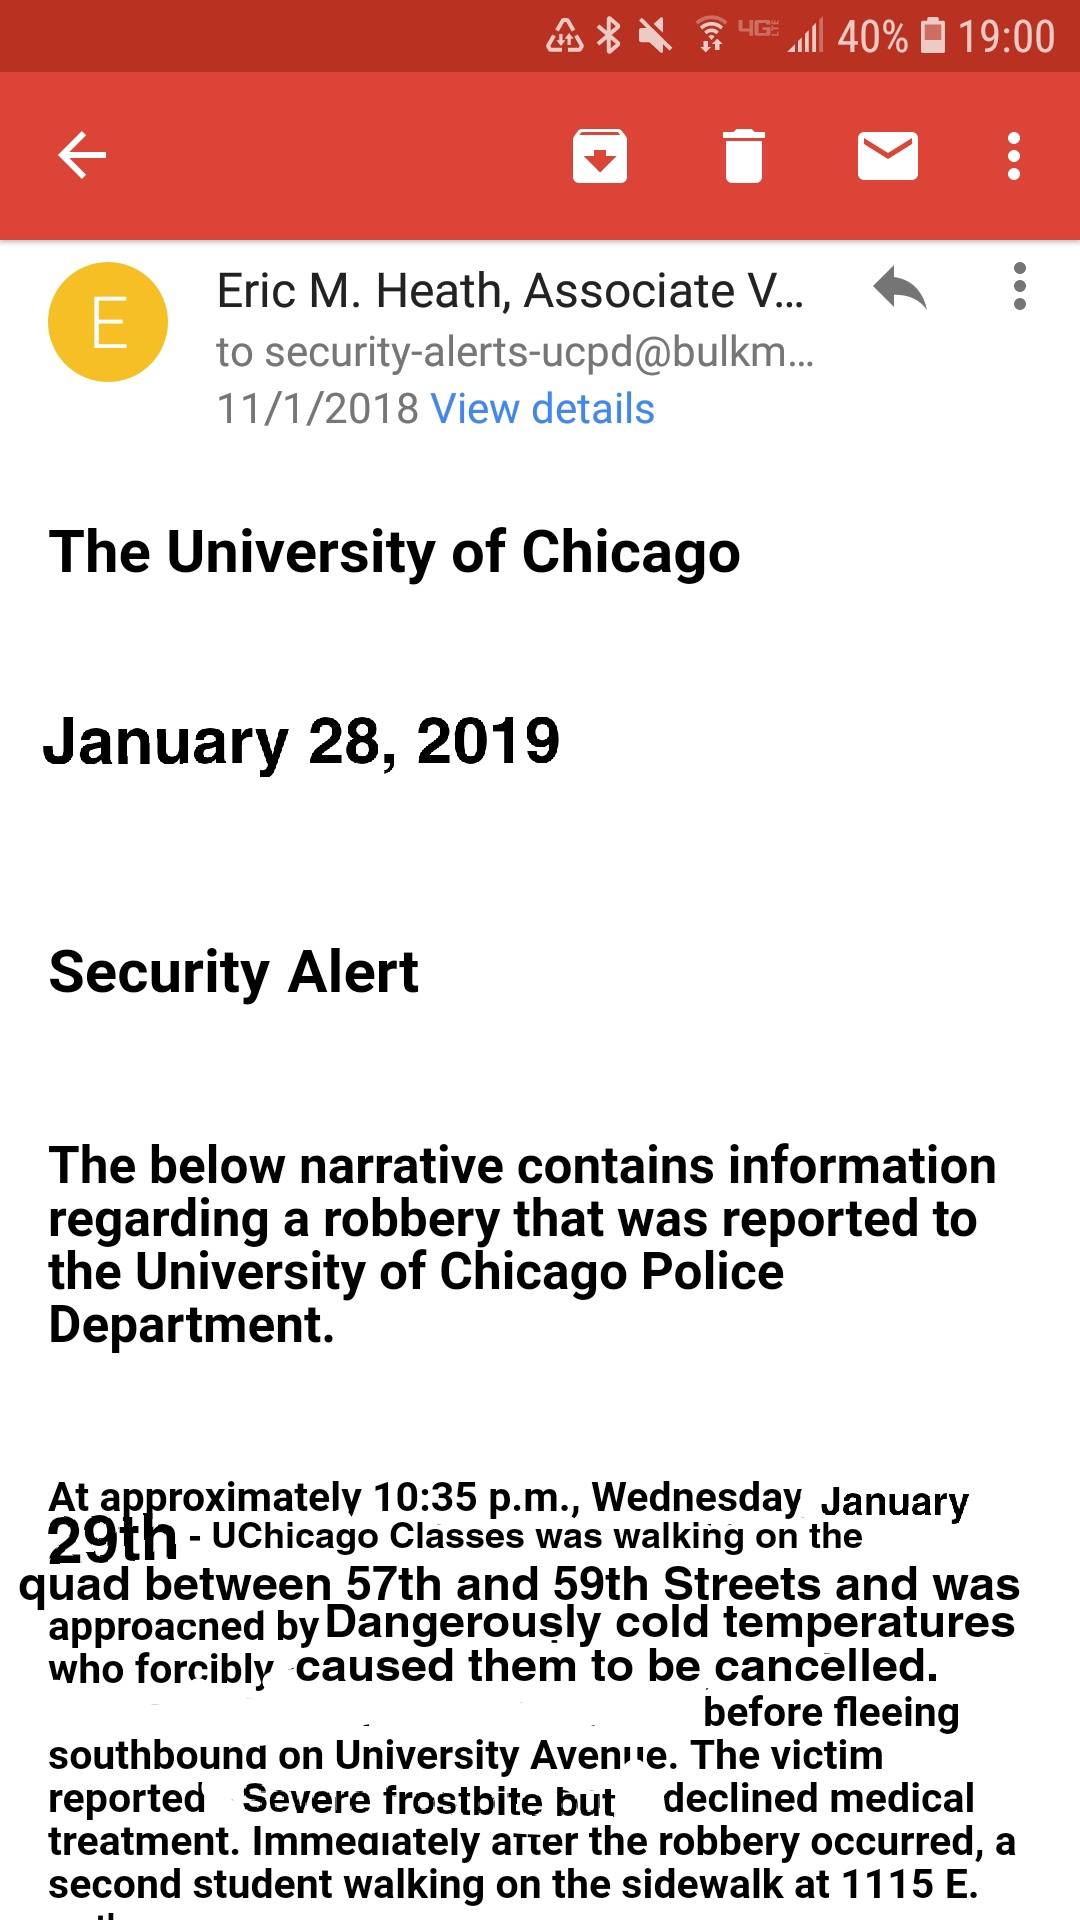 4G 40% 19:00
E
Eric M. Heath, Associate V...
to security-alerts-ucpd@bulkm...
11/1/2018 View details
The University of Chicago
January 28, 2019
Security Alert
The below narrative contains information
regarding a robbery that was reported to
the University of Chicago Police
Department.
At approximately 10:35 p.m., Wednesday January
29th - UChicago Classes was walking on the
quad between 57th and 59th Streets and was
approached by Dangerously cold temperatures
who forcibly caused them to be cancelled.
before fleeing
southbound on University Avenue. The victim
reported Severe frostbite but declined medical
treatment. Immediately after the robbery occurred, a
second student walking on the sidewalk at 1115 E.